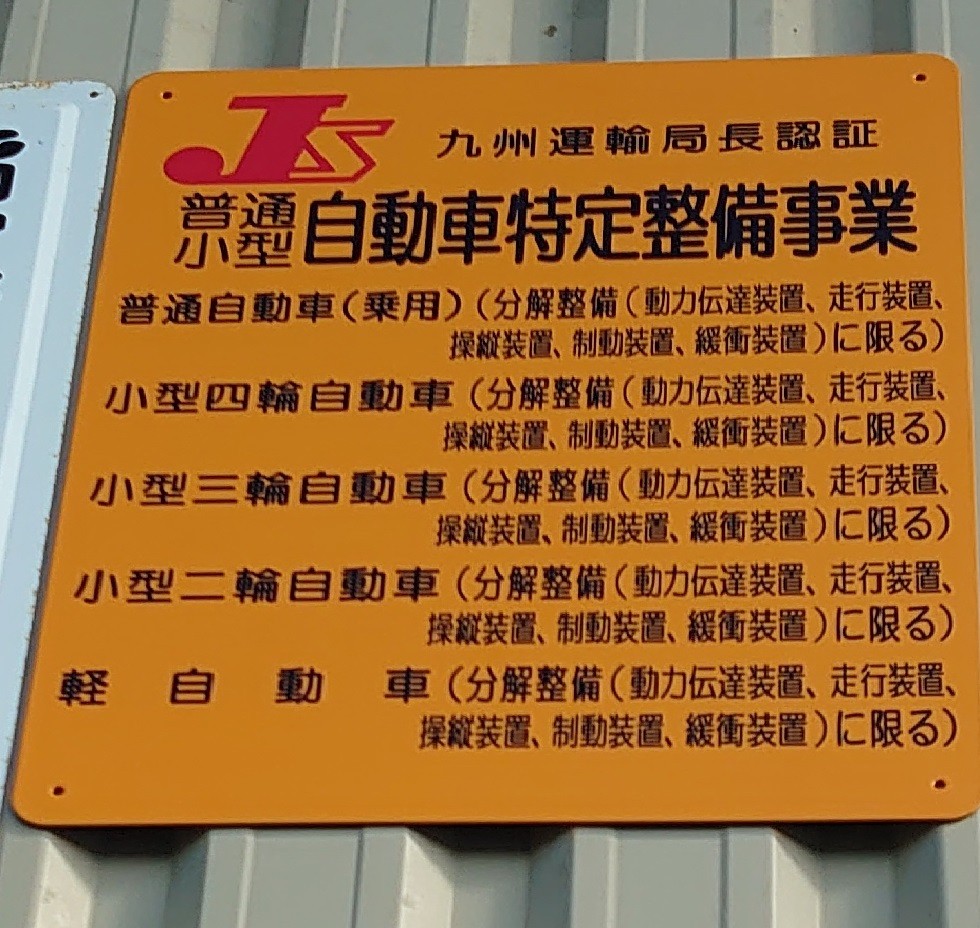 JS 九州運輸局長認証
普通
小型 自動車特定整備事業
普通自動車(乗用)(分解整備(動力伝達装置、走行装置、
操縦装置、制動装置、緩衝装置)に限る)
小型四輪自動車(分解整備(動力伝達装置、走行装置、
操縦装置、制動装置、緩衝装置)に限る)
小型三輪自動車(分解整備(動力伝達装置、走行装置、
操縦装置、制動装置、緩衝装置)に限る)
小型二輪自動車(分解整備(動力伝達装置、走行装置、
操縦装置、制動装置、緩衝装置)に限る)
軽自動車(分解整備(動力伝達装置、走行装置、
操縦装置、制動装置、緩衝装置)に限る)